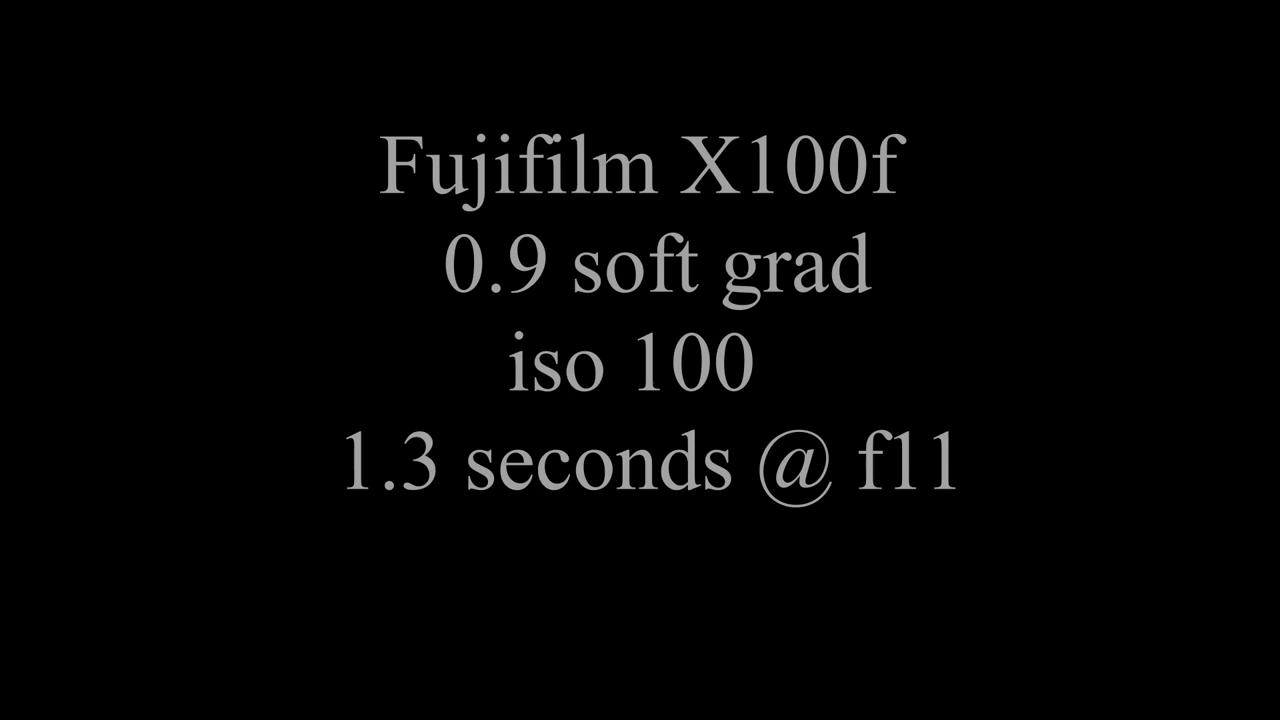 Fujifilm X100f
0.9 soft grad
iso 100
1.3 seconds @ f11